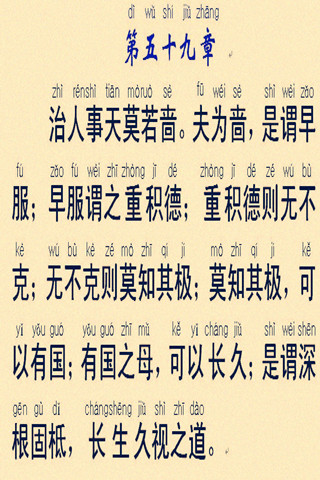 dì wǔ shí jiǔ zhāng
第五十九章
zhì rénshì tiān mòruò sè fū wéi sè shì wèi zǎo
治人事天莫若啬。夫为啬，是谓早
fú zǎo fú wèi zhī zhòng jī dé zhòng jī dé zé wú bù
服；早服谓之重积德；重积德则无不
kè wú bù kè zé mò zhī qí jí mò zhī qí jí kě
克；无不克则莫知其极；莫知其极，可
yǐ yǒu guó yǒu guó zhī mǔ kě yǐ cháng jiǔ shì wèi shēn
以有国；有国之母，可以长久；是谓深
gēn gù dǐ chángshēng jiǔ shì zhī dào
根固柢，长生久视之道。